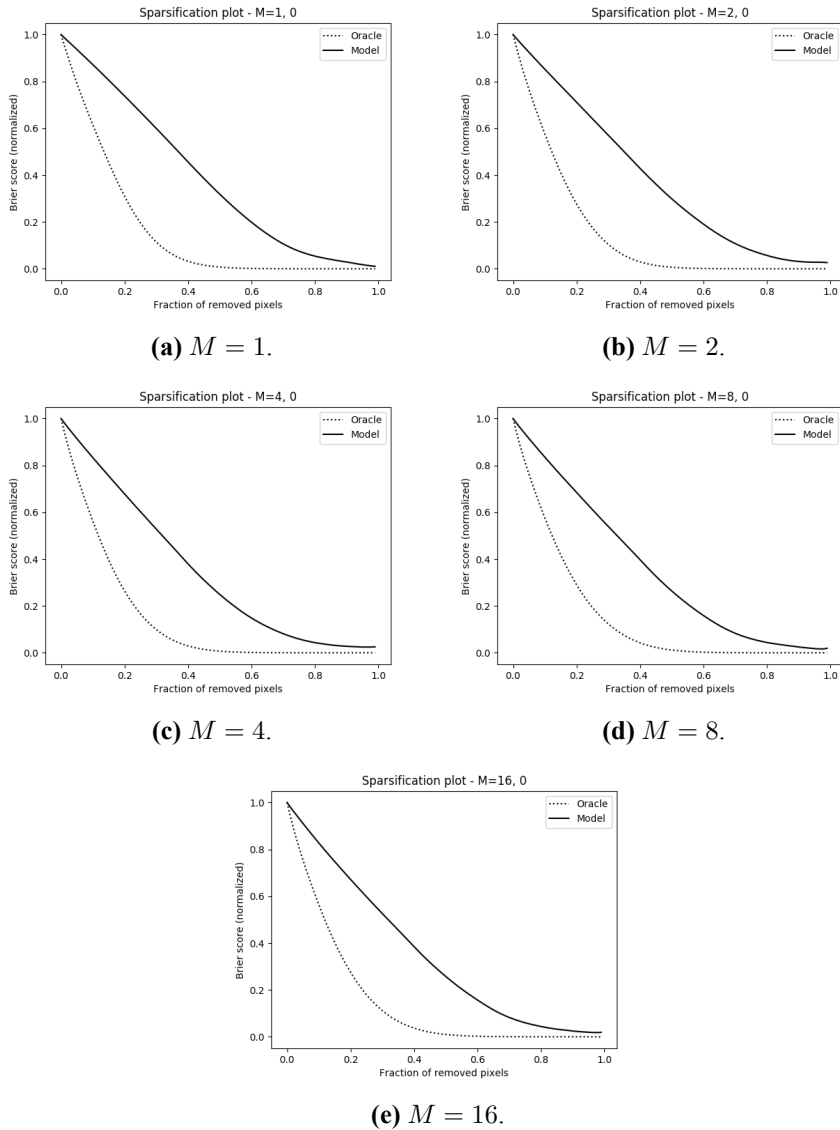 Sparsification plot - M=1, 0
Oracle
Model
1.0
0.8
0.6
0.4
0.2
0.0
Brier score (normalized)
0.0 0.2 0.4 0.6 0.8 1.0
Fraction of removed pixels
(a) M = 1.
Sparsification plot - M=2, 0
Oracle
Model
1.0
0.8
0.6
0.4
0.2
0.0
Brier score (normalized)
0.0 0.2 0.4 0.6 0.8 1.0
Fraction of removed pixels
(b) M = 2.
Sparsification plot - M=4, 0
Oracle
Model
1.0
0.8
0.6
0.4
0.2
0.0
Brier score (normalized)
0.0 0.2 0.4 0.6 0.8 1.0
Fraction of removed pixels
(c) M = 4.
Sparsification plot - M=8, 0
Oracle
Model
1.0
0.8
0.6
0.4
0.2
0.0
Brier score (normalized)
0.0 0.2 0.4 0.6 0.8 1.0
Fraction of removed pixels
(d) M = 8.
Sparsification plot - M=16, 0
Oracle
Model
1.0
0.8
0.6
0.4
0.2
0.0
Brier score (normalized)
0.0 0.2 0.4 0.6 0.8 1.0
Fraction of removed pixels
(e) M = 16.